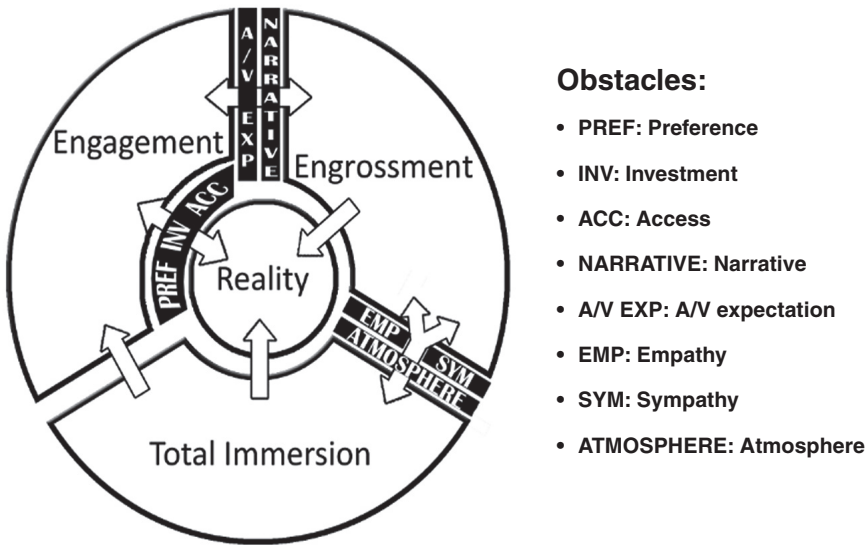 A/V EXP
NARRATIVE
Engagement
Engrossment
PREF INV ACC
Reality
EMP SYM
ATMOSPHERE
Total Immersion
Obstacles:
• PREF: Preference
• INV: Investment
• ACC: Access
• NARRATIVE: Narrative
• A/V EXP: A/V expectation
• EMP: Empathy
• SYM: Sympathy
• ATMOSPHERE: Atmosphere